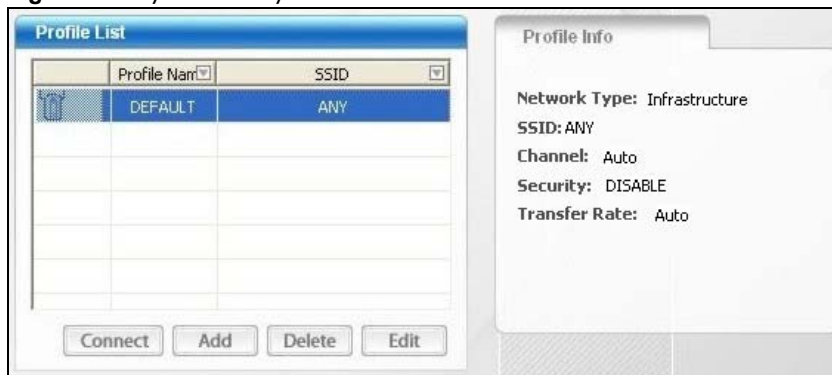 Profile List
Profile Nam
SSID
DEFAULT
ANY
Connect
Add
Delete
Edit
Profile Info
Network Type: Infrastructure
SSID: ANY
Channel: Auto
Security: DISABLE
Transfer Rate: Auto